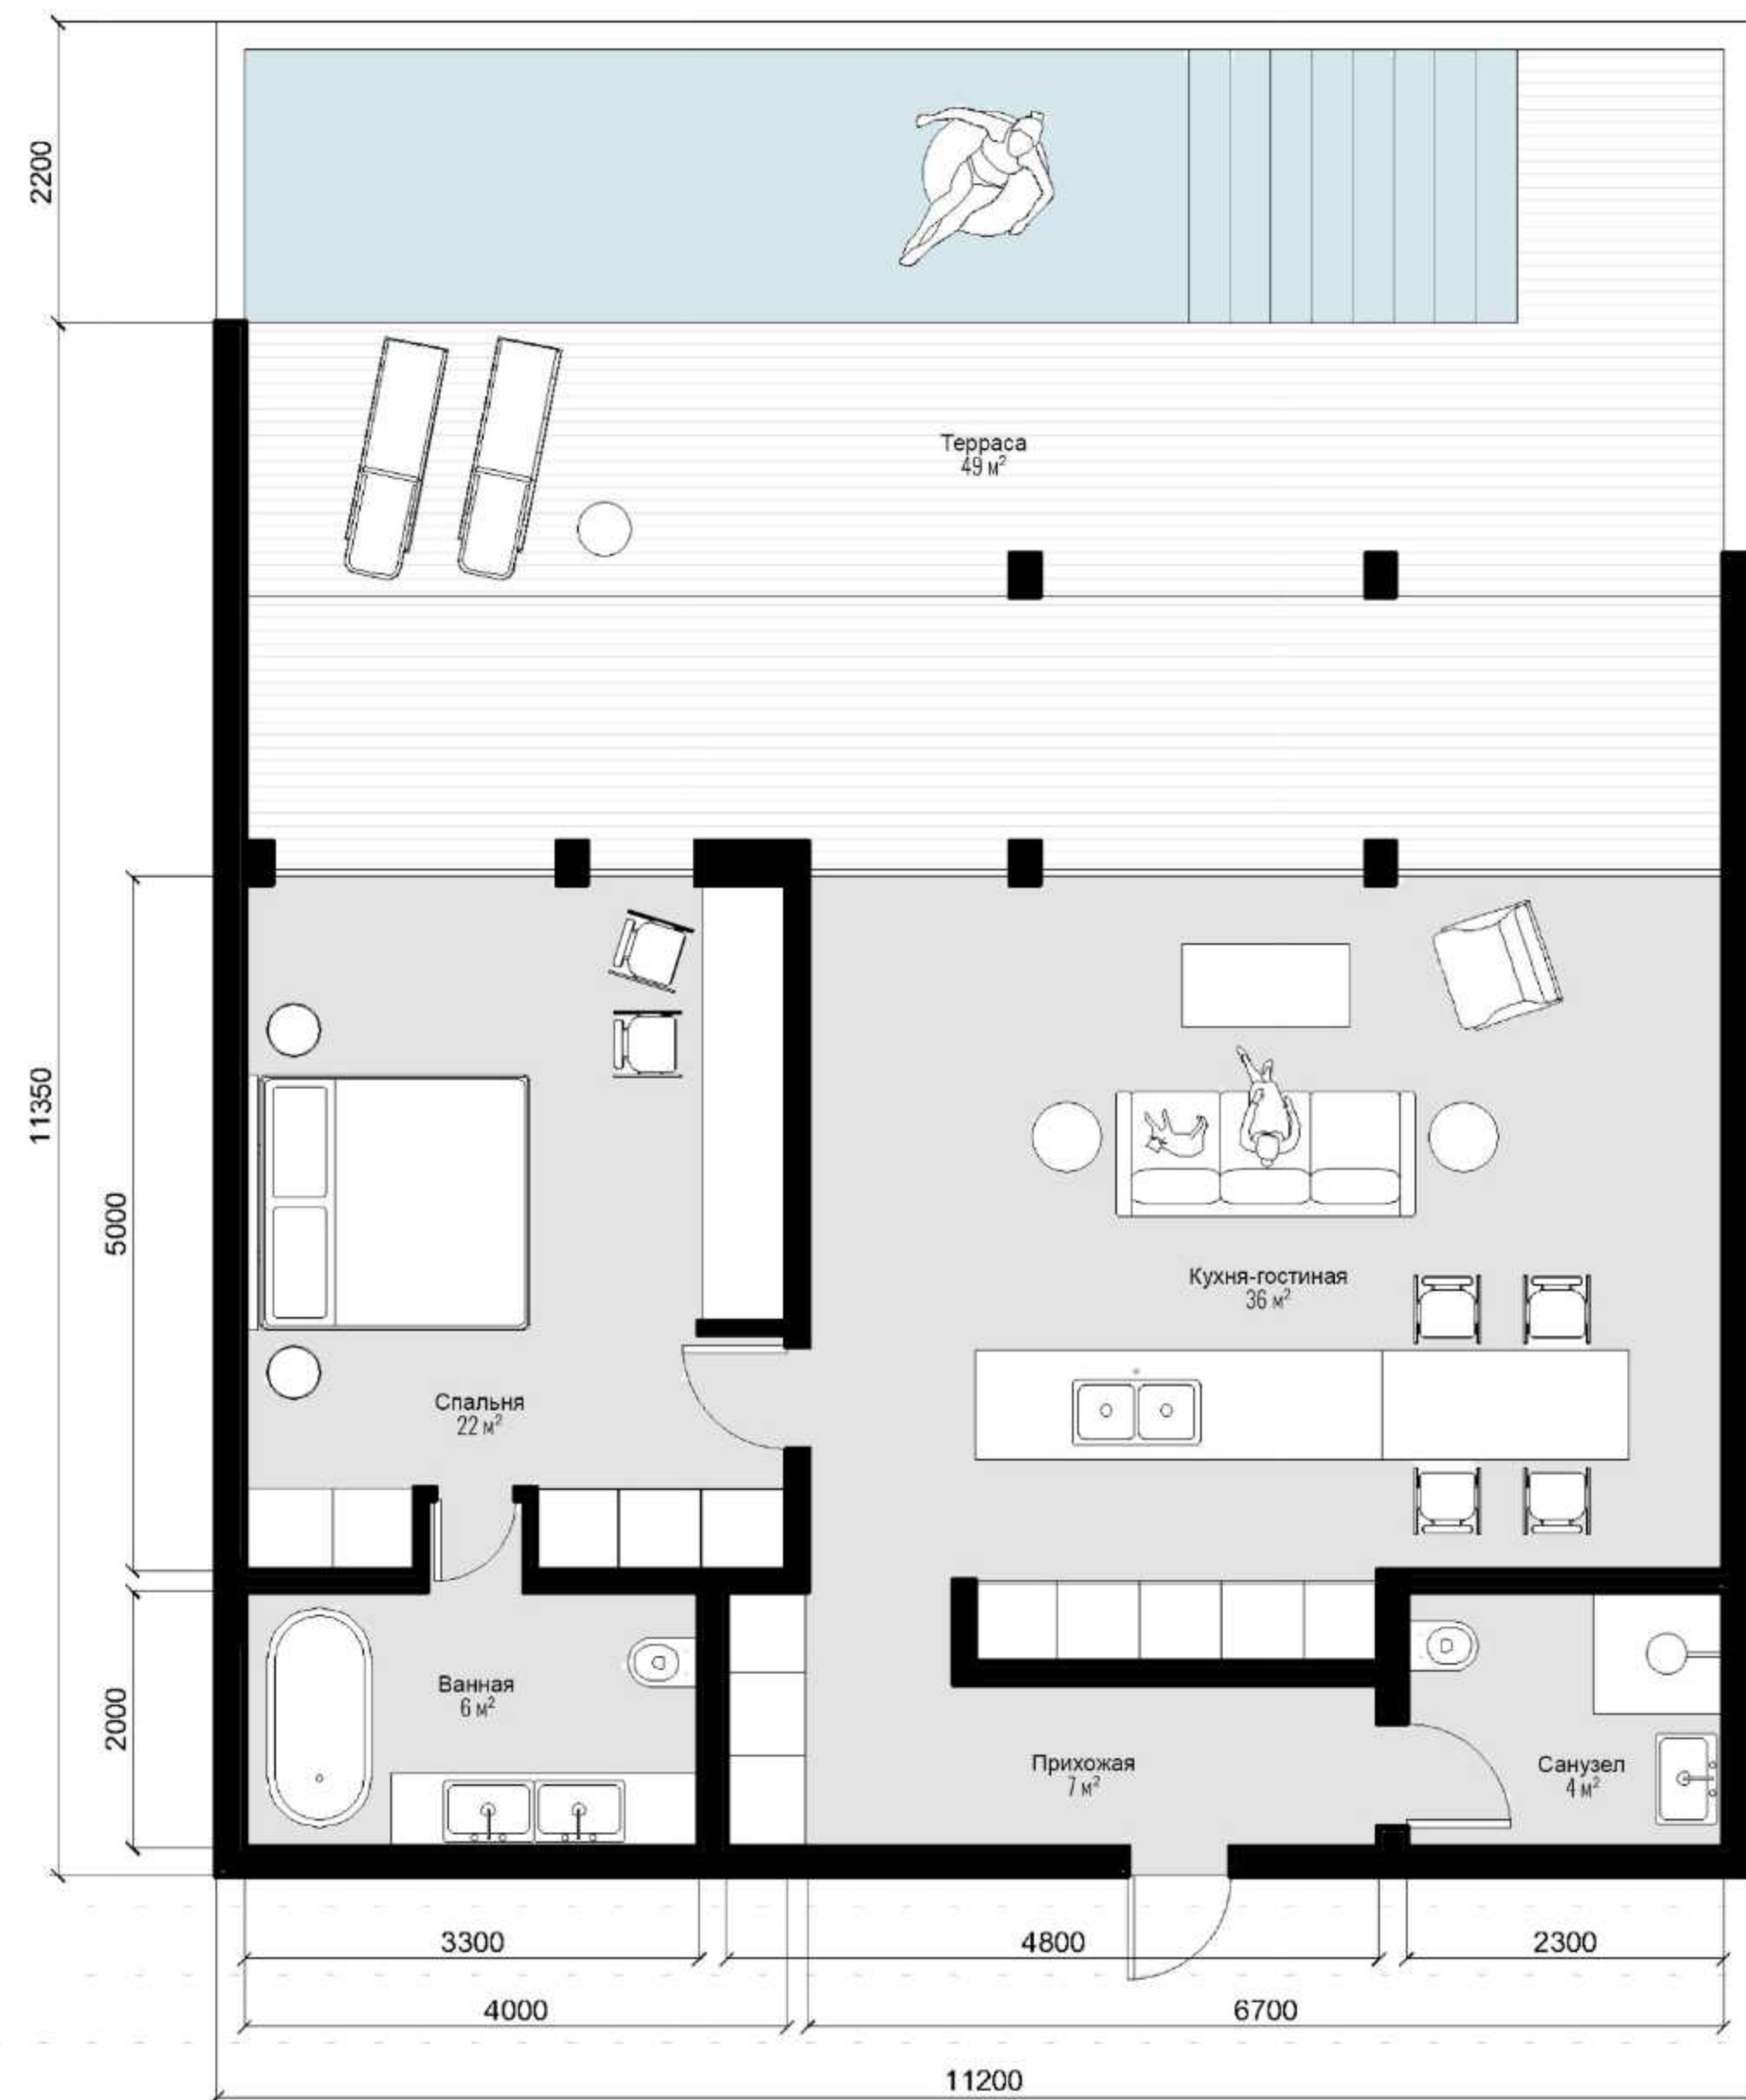 2200
Терраса
49 м²
11350
5000
Кухня-гостиная
36 м²
Спальня
22 м²
2000
Ванная
6 м²
Прихожая
7 м²
Санузел
4 м²
3300
4800
2300
4000
6700
11200